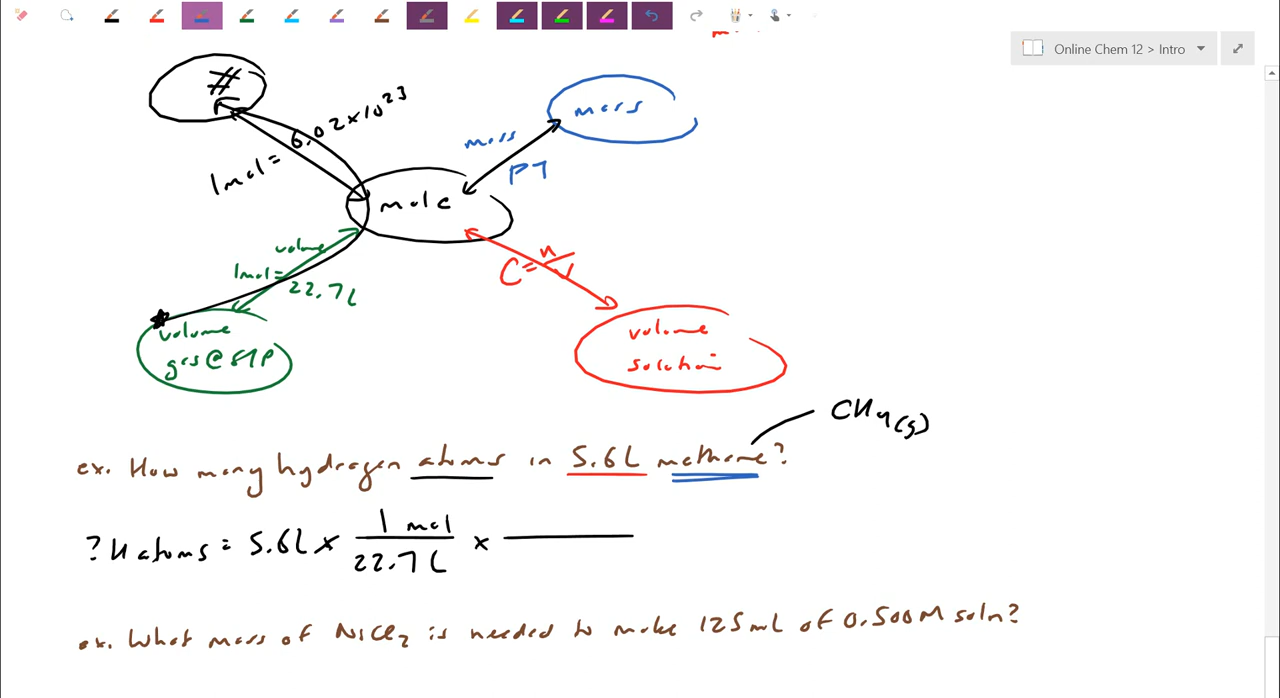 Online Chem 12 > Intro
#
1mol = 6.02×10²³
mass
mass
PT
mole
volume
1mol =
22.7L
C = n/V
volume
gas @ STP
volume
solution
CH₄(g)
ex. How many hydrogen atoms in 5.6L methane?
? H atoms = 5.6L × 1 mol / 22.7 L ×
ex. What mass of NiCl₂ is needed to make 125mL of 0.500M soln?